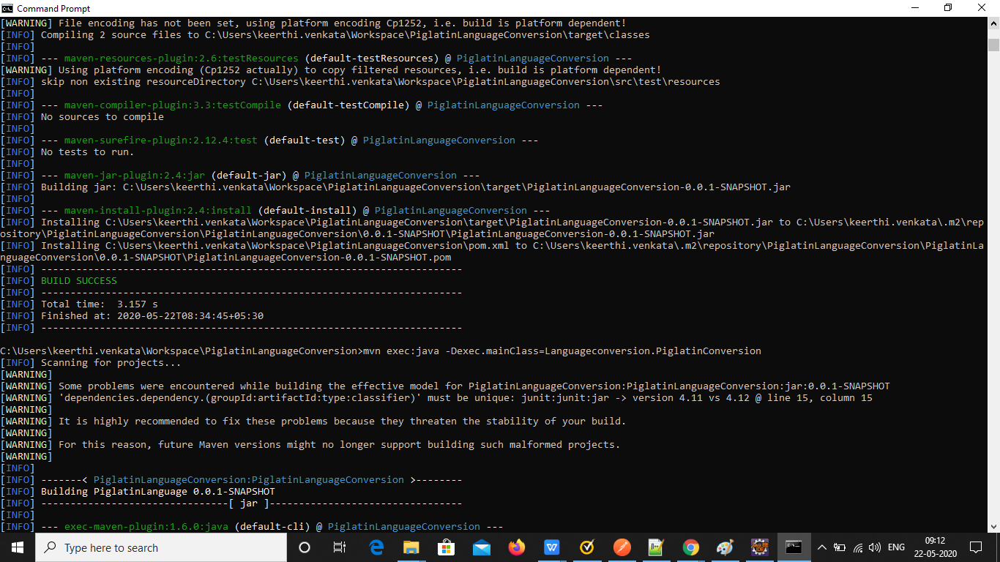 Command Prompt
[WARNING] File encoding has not been set, using platform encoding Cp1252, i.e. build is platform dependent!
[INFO] Compiling 2 source files to C:\Users\keerthi.venkata\Workspace\PiglatinLanguageConversion\target\classes
[INFO]
[INFO] --- maven-resources-plugin:2.6:testResources (default-testResources) @ PiglatinLanguageConversion ---
[WARNING] Using platform encoding (Cp1252 actually) to copy filtered resources, i.e. build is platform dependent!
[INFO] skip non existing resourceDirectory C:\Users\keerthi.venkata\Workspace\PiglatinLanguageConversion\src\test\resources
[INFO]
[INFO] --- maven-compiler-plugin:3.3:testCompile (default-testCompile) @ PiglatinLanguageConversion ---
[INFO] No sources to compile
[INFO]
[INFO] --- maven-surefire-plugin:2.12.4:test (default-test) @ PiglatinLanguageConversion ---
[INFO] No tests to run.
[INFO]
[INFO] --- maven-jar-plugin:2.4:jar (default-jar) @ PiglatinLanguageConversion ---
[INFO] Building jar: C:\Users\keerthi.venkata\Workspace\PiglatinLanguageConversion\target\PiglatinLanguageConversion-0.0.1-SNAPSHOT.jar
[INFO]
[INFO] --- maven-install-plugin:2.4:install (default-install) @ PiglatinLanguageConversion ---
[INFO] Installing C:\Users\keerthi.venkata\Workspace\PiglatinLanguageConversion\target\PiglatinLanguageConversion-0.0.1-SNAPSHOT.jar to C:\Users\keerthi.venkata\.m2\rep
ository\PiglatinLanguageConversion\PiglatinLanguageConversion\0.0.1-SNAPSHOT\PiglatinLanguageConversion-0.0.1-SNAPSHOT.jar
[INFO] Installing C:\Users\keerthi.venkata\Workspace\PiglatinLanguageConversion\pom.xml to C:\Users\keerthi.venkata\.m2\repository\PiglatinLanguageConversion\PiglatinLa
nguageConversion\0.0.1-SNAPSHOT\PiglatinLanguageConversion-0.0.1-SNAPSHOT.pom
[INFO] ------------------------------------------------------------------------
[INFO] BUILD SUCCESS
[INFO] ------------------------------------------------------------------------
[INFO] Total time:  3.157 s
[INFO] Finished at: 2020-05-22T08:34:45+05:30
[INFO] ------------------------------------------------------------------------
C:\Users\keerthi.venkata\Workspace\PiglatinLanguageConversion>mvn exec:java -Dexec.mainClass=Languageconversion.PiglatinConversion
[INFO] Scanning for projects...
[WARNING]
[WARNING] Some problems were encountered while building the effective model for PiglatinLanguageConversion:PiglatinLanguageConversion:jar:0.0.1-SNAPSHOT
[WARNING] 'dependencies.dependency.(groupId:artifactId:type:classifier)' must be unique: junit:junit:jar -> version 4.11 vs 4.12 @ line 15, column 15
[WARNING]
[WARNING] It is highly recommended to fix these problems because they threaten the stability of your build.
[WARNING]
[WARNING] For this reason, future Maven versions might no longer support building such malformed projects.
[WARNING]
[INFO]
[INFO] -------< PiglatinLanguageConversion:PiglatinLanguageConversion >--------
[INFO] Building PiglatinLanguage 0.0.1-SNAPSHOT
[INFO] --------------------------------[ jar ]---------------------------------
[INFO]
[INFO] --- exec-maven-plugin:1.6.0:java (default-cli) @ PiglatinLanguageConversion ---
Type here to search
ENG
09:12
22-05-2020